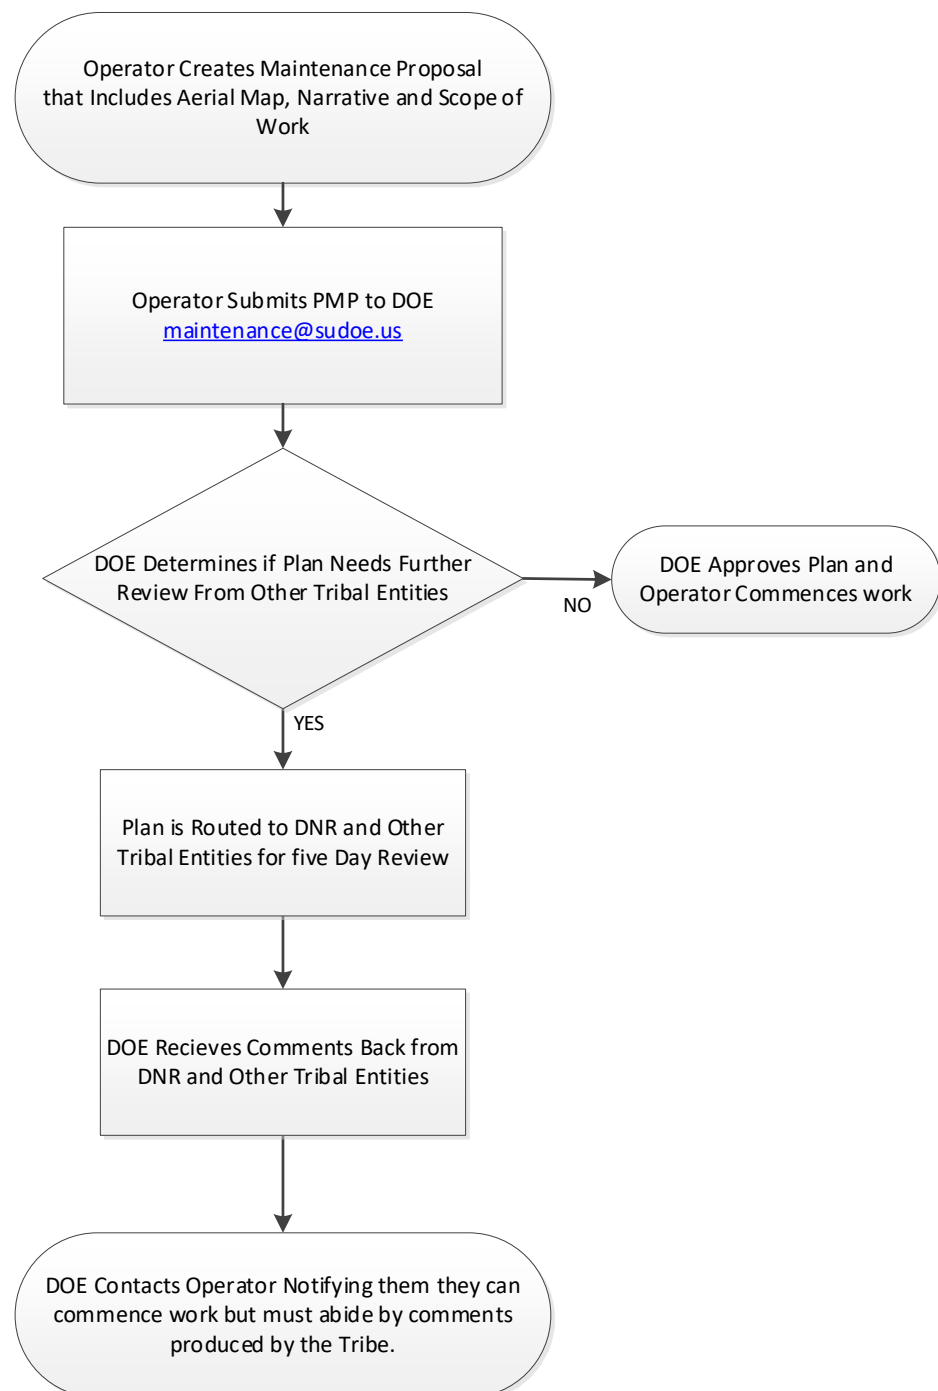 Operator Creates Maintenance Proposal
that Includes Aerial Map, Narrative and Scope of
Work
Operator Submits PMP to DOE
maintenance@sudoe.us
DOE Determines if Plan Needs Further
Review From Other Tribal Entities
NO
DOE Approves Plan and
Operator Commences work
YES
Plan is Routed to DNR and Other
Tribal Entities for five Day Review
DOE Recieves Comments Back from
DNR and Other Tribal Entities
DOE Contacts Operator Notifying them they can
commence work but must abide by comments
produced by the Tribe.